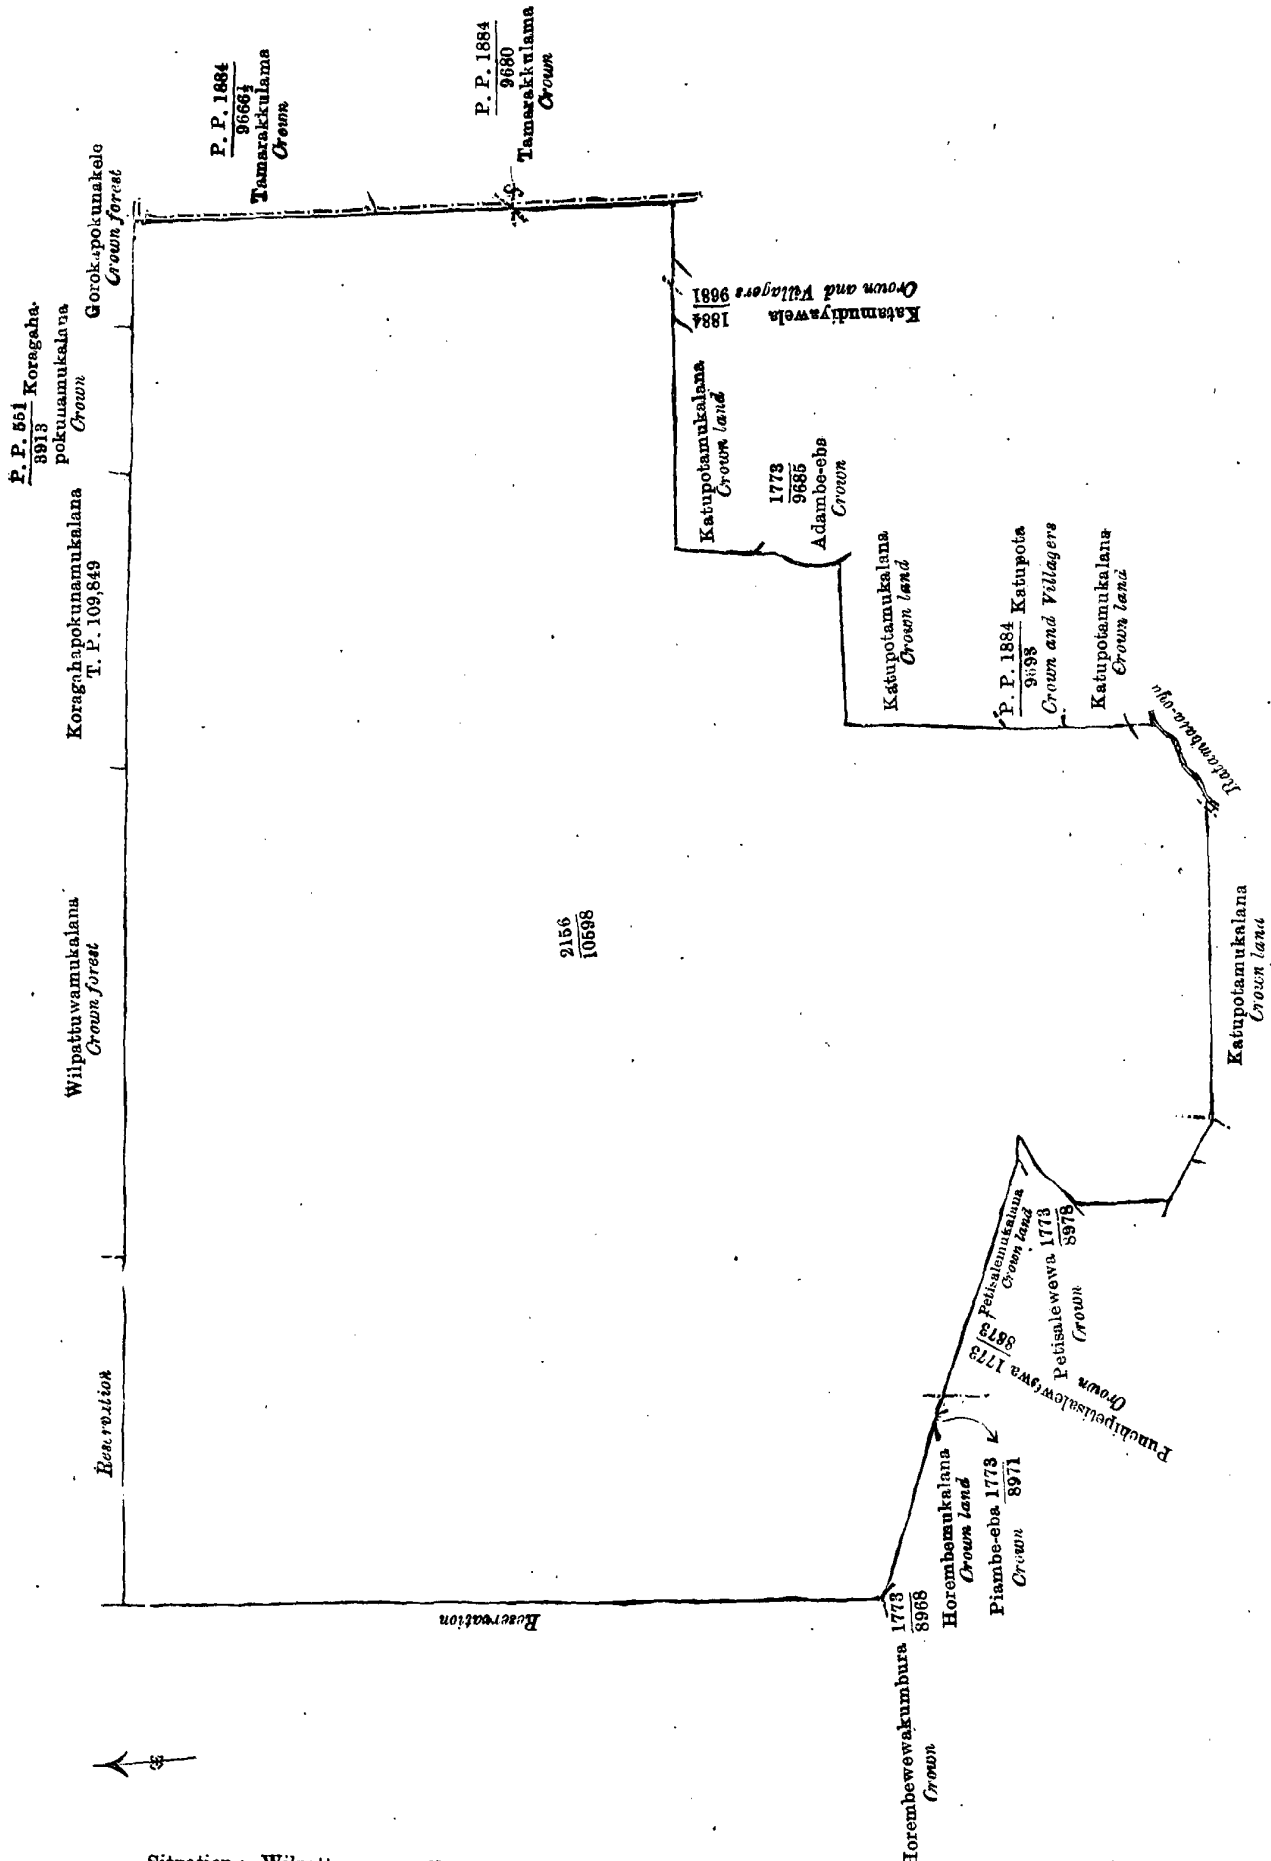 P. P. 1884
9666½
Tamarakkulama
Crown
P. P. 1884
9680
Tamarakkulama
Crown
Gorokapokunakele
Crown forest
P. P. 551
3913
Koragaha-
pokunamukalana
Crown
Koragahapokunamukalana
T. P. 109,849
Wilpattuwamukalana
Crown forest
Reservation
1884
9681
Katamudiyawela
Crown and Villagers
Katupotamukalana
Crown land
1773
9685
Adambe-eba
Crown
Katupotamukalana
Crown land
P. P. 1884
Katupota
Crown and Villagers
Katupotamukalana
Crown land
Ratambala-oya
2156
10598
Katupotamukalana
Crown land
Petisalemukalana
Crown land
Petisalewewa 1773
8978
Crown
Punchipetisalewewa 1773
Crown
Horembemukalana
Crown land
Piambe-eba 1773
8971
Crown
Reservation
Horembewewakumbura 1773
8968
Crown